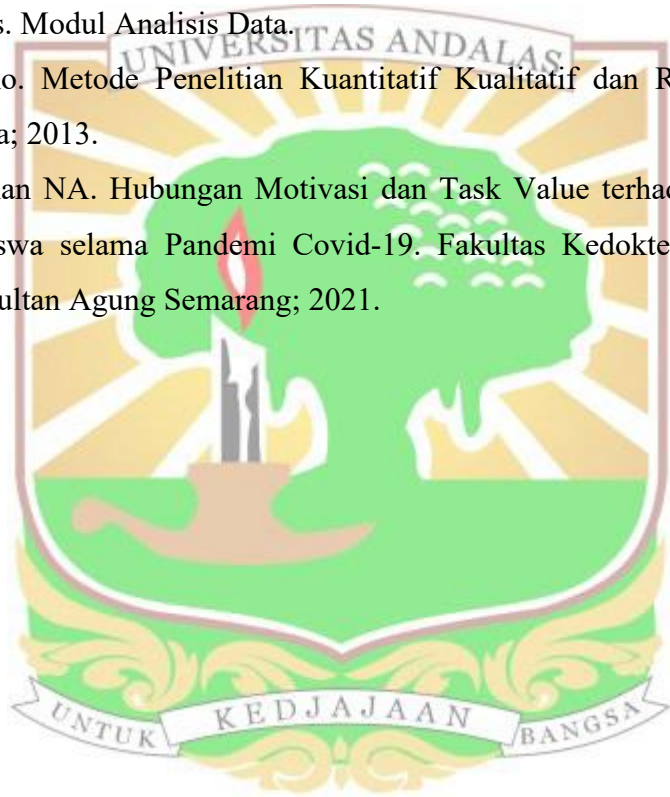 s. Modul Analisis Data.
UNIVERSITAS ANDALAS
o. Metode Penelitian Kuantitatif Kualitatif dan R
a; 2013.
an NA. Hubungan Motivasi dan Task Value terhad
swa selama Pandemi Covid-19. Fakultas Kedokte
ultan Agung Semarang; 2021.
UNTUK KEDJAJAAN BANGSA